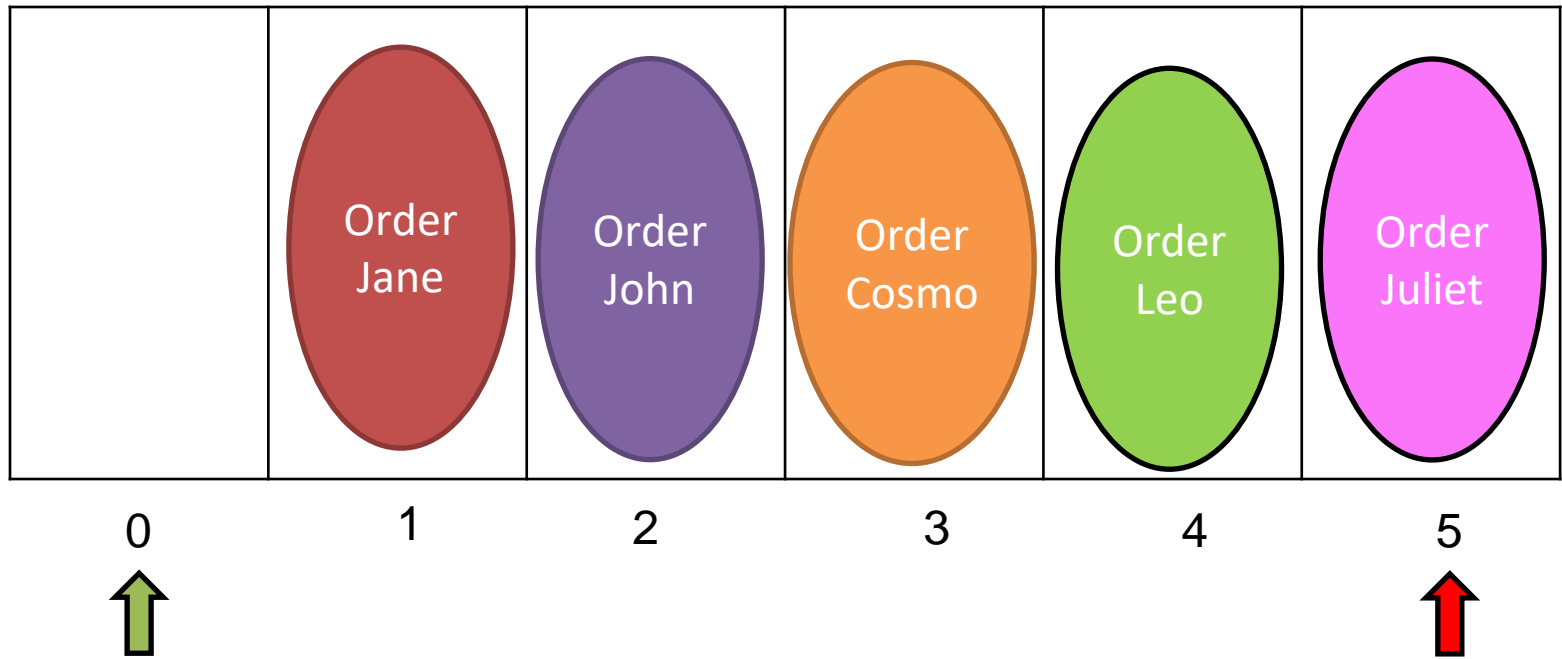 Order
Jane
Order
John
Order
Cosmo
Order
Leo
Order
Juliet
0 1 2 3 4 5